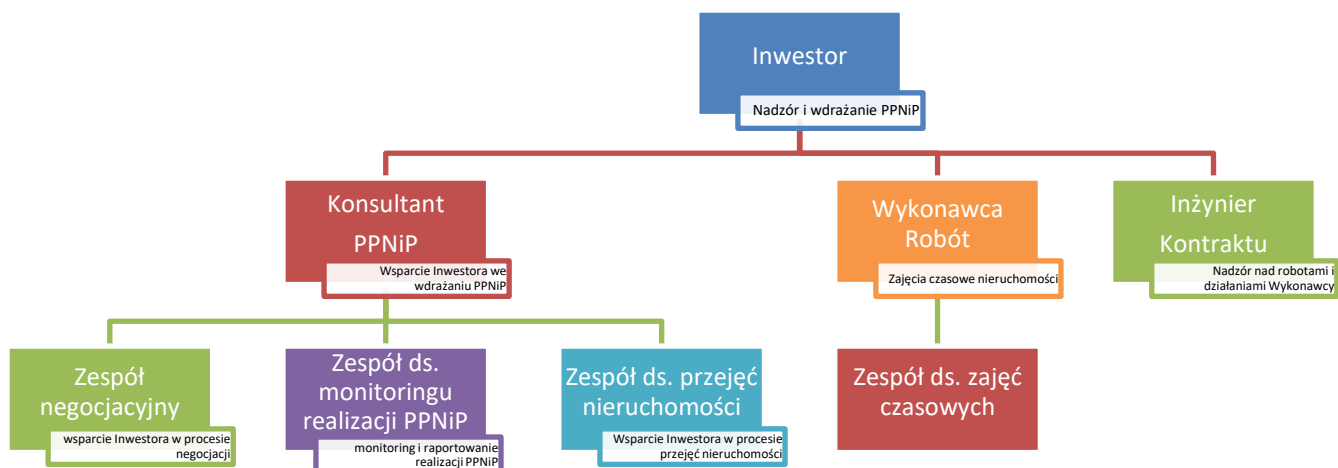 Inwestor
Nadzór i wdrażanie PPNiP
Konsultant
PPNiP
Wsparcie Inwestora we
wdrażaniu PPNiP
Wykonawca
Robót
Zajęcia czasowe nieruchomości
Inżynier
Kontraktu
Nadzór nad robotami i
działaniami Wykonawcy
Zespół
negocjacyjny
wsparcie Inwestora w procesie
negocjacji
Zespół ds.
monitoringu
realizacji PPNiP
monitoring i raportowanie
realizacji PPNiP
Zespół ds. przejęć
nieruchomości
Wsparcie Inwestora w procesie
przejęć nieruchomości
Zespół ds. zajęć
czasowych